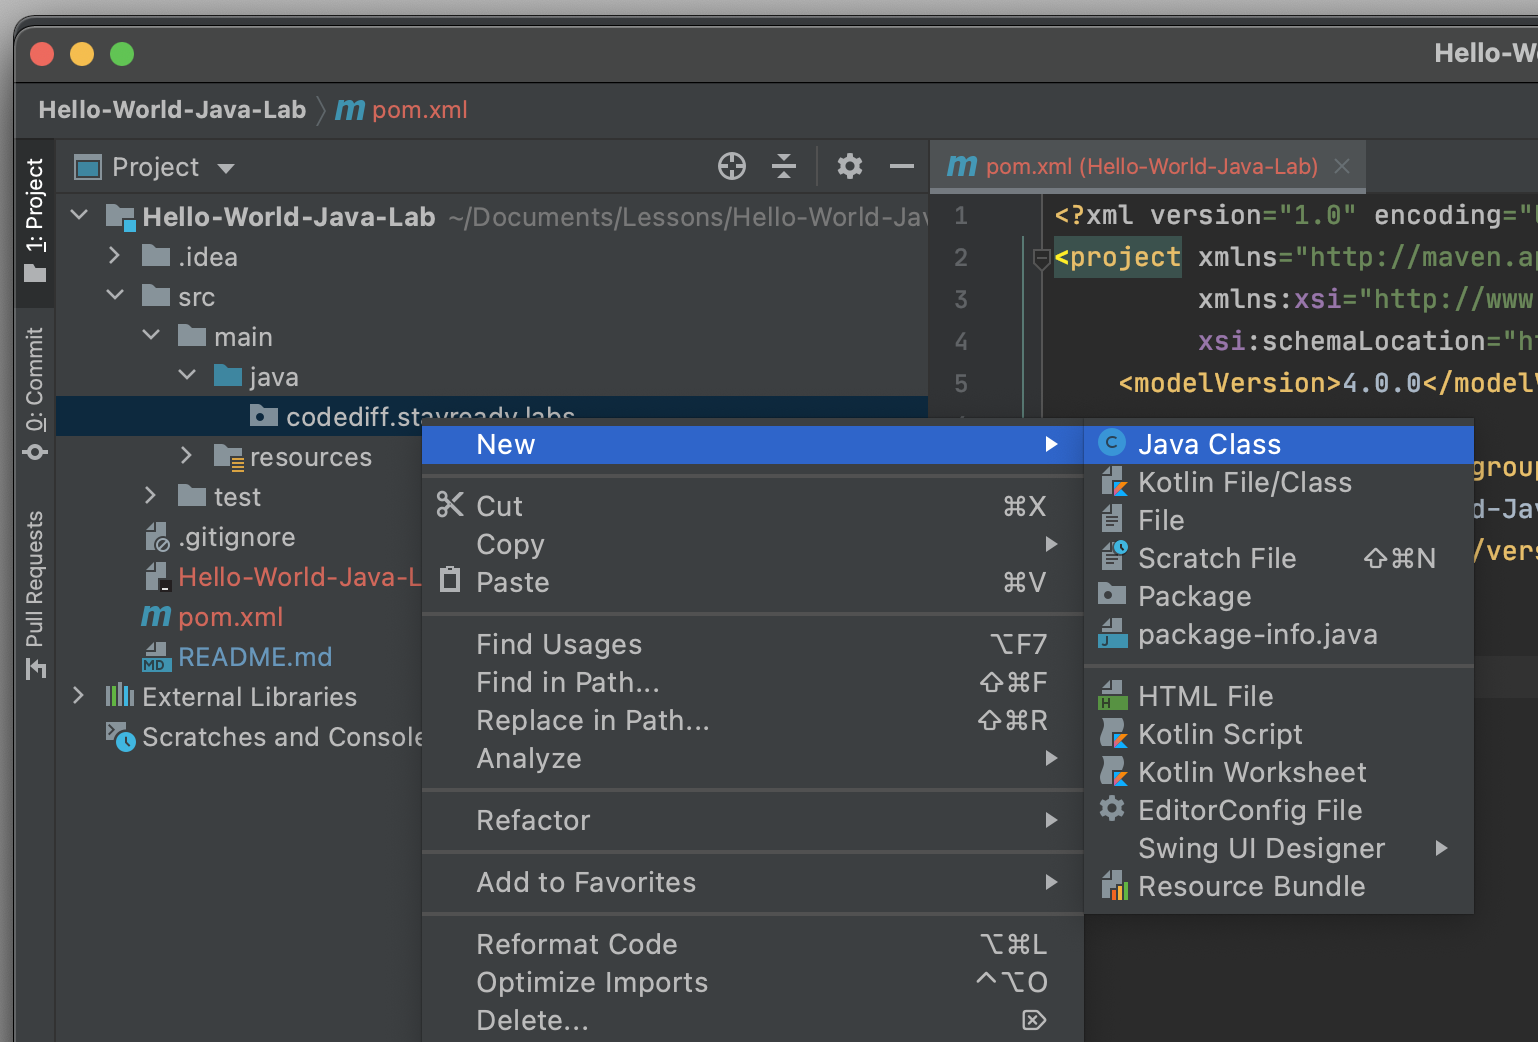 Hello-Wo
Hello-World-Java-Lab
m pom.xml
1: Project
0: Commit
Pull Requests
Project
Hello-World-Java-Lab ~/Documents/Lessons/Hello-World-Jav
.idea
src
main
java
codediff.stayready.labs
resources
test
.gitignore
Hello-World-Java-L
m pom.xml
MD README.md
External Libraries
Scratches and Console
m pom.xml (Hello-World-Java-Lab)
1 <?xml version="1.0" encoding="
2 <project xmlns="http://maven.ap
3 xmlns:xsi="http://www
4 xsi:schemaLocation="ht
5 <modelVersion>4.0.0</modelV
group
d-Jav
/vers
New
Cut ⌘X
Copy
Paste ⌘V
Find Usages ⌥F7
Find in Path... ⇧⌘F
Replace in Path... ⇧⌘R
Analyze
Refactor
Add to Favorites
Reformat Code ⌥⌘L
Optimize Imports ^⌥O
Delete... ⌦
C Java Class
Kotlin File/Class
File
Scratch File ⇧⌘N
Package
J package-info.java
H HTML File
Kotlin Script
Kotlin Worksheet
EditorConfig File
Swing UI Designer
Resource Bundle